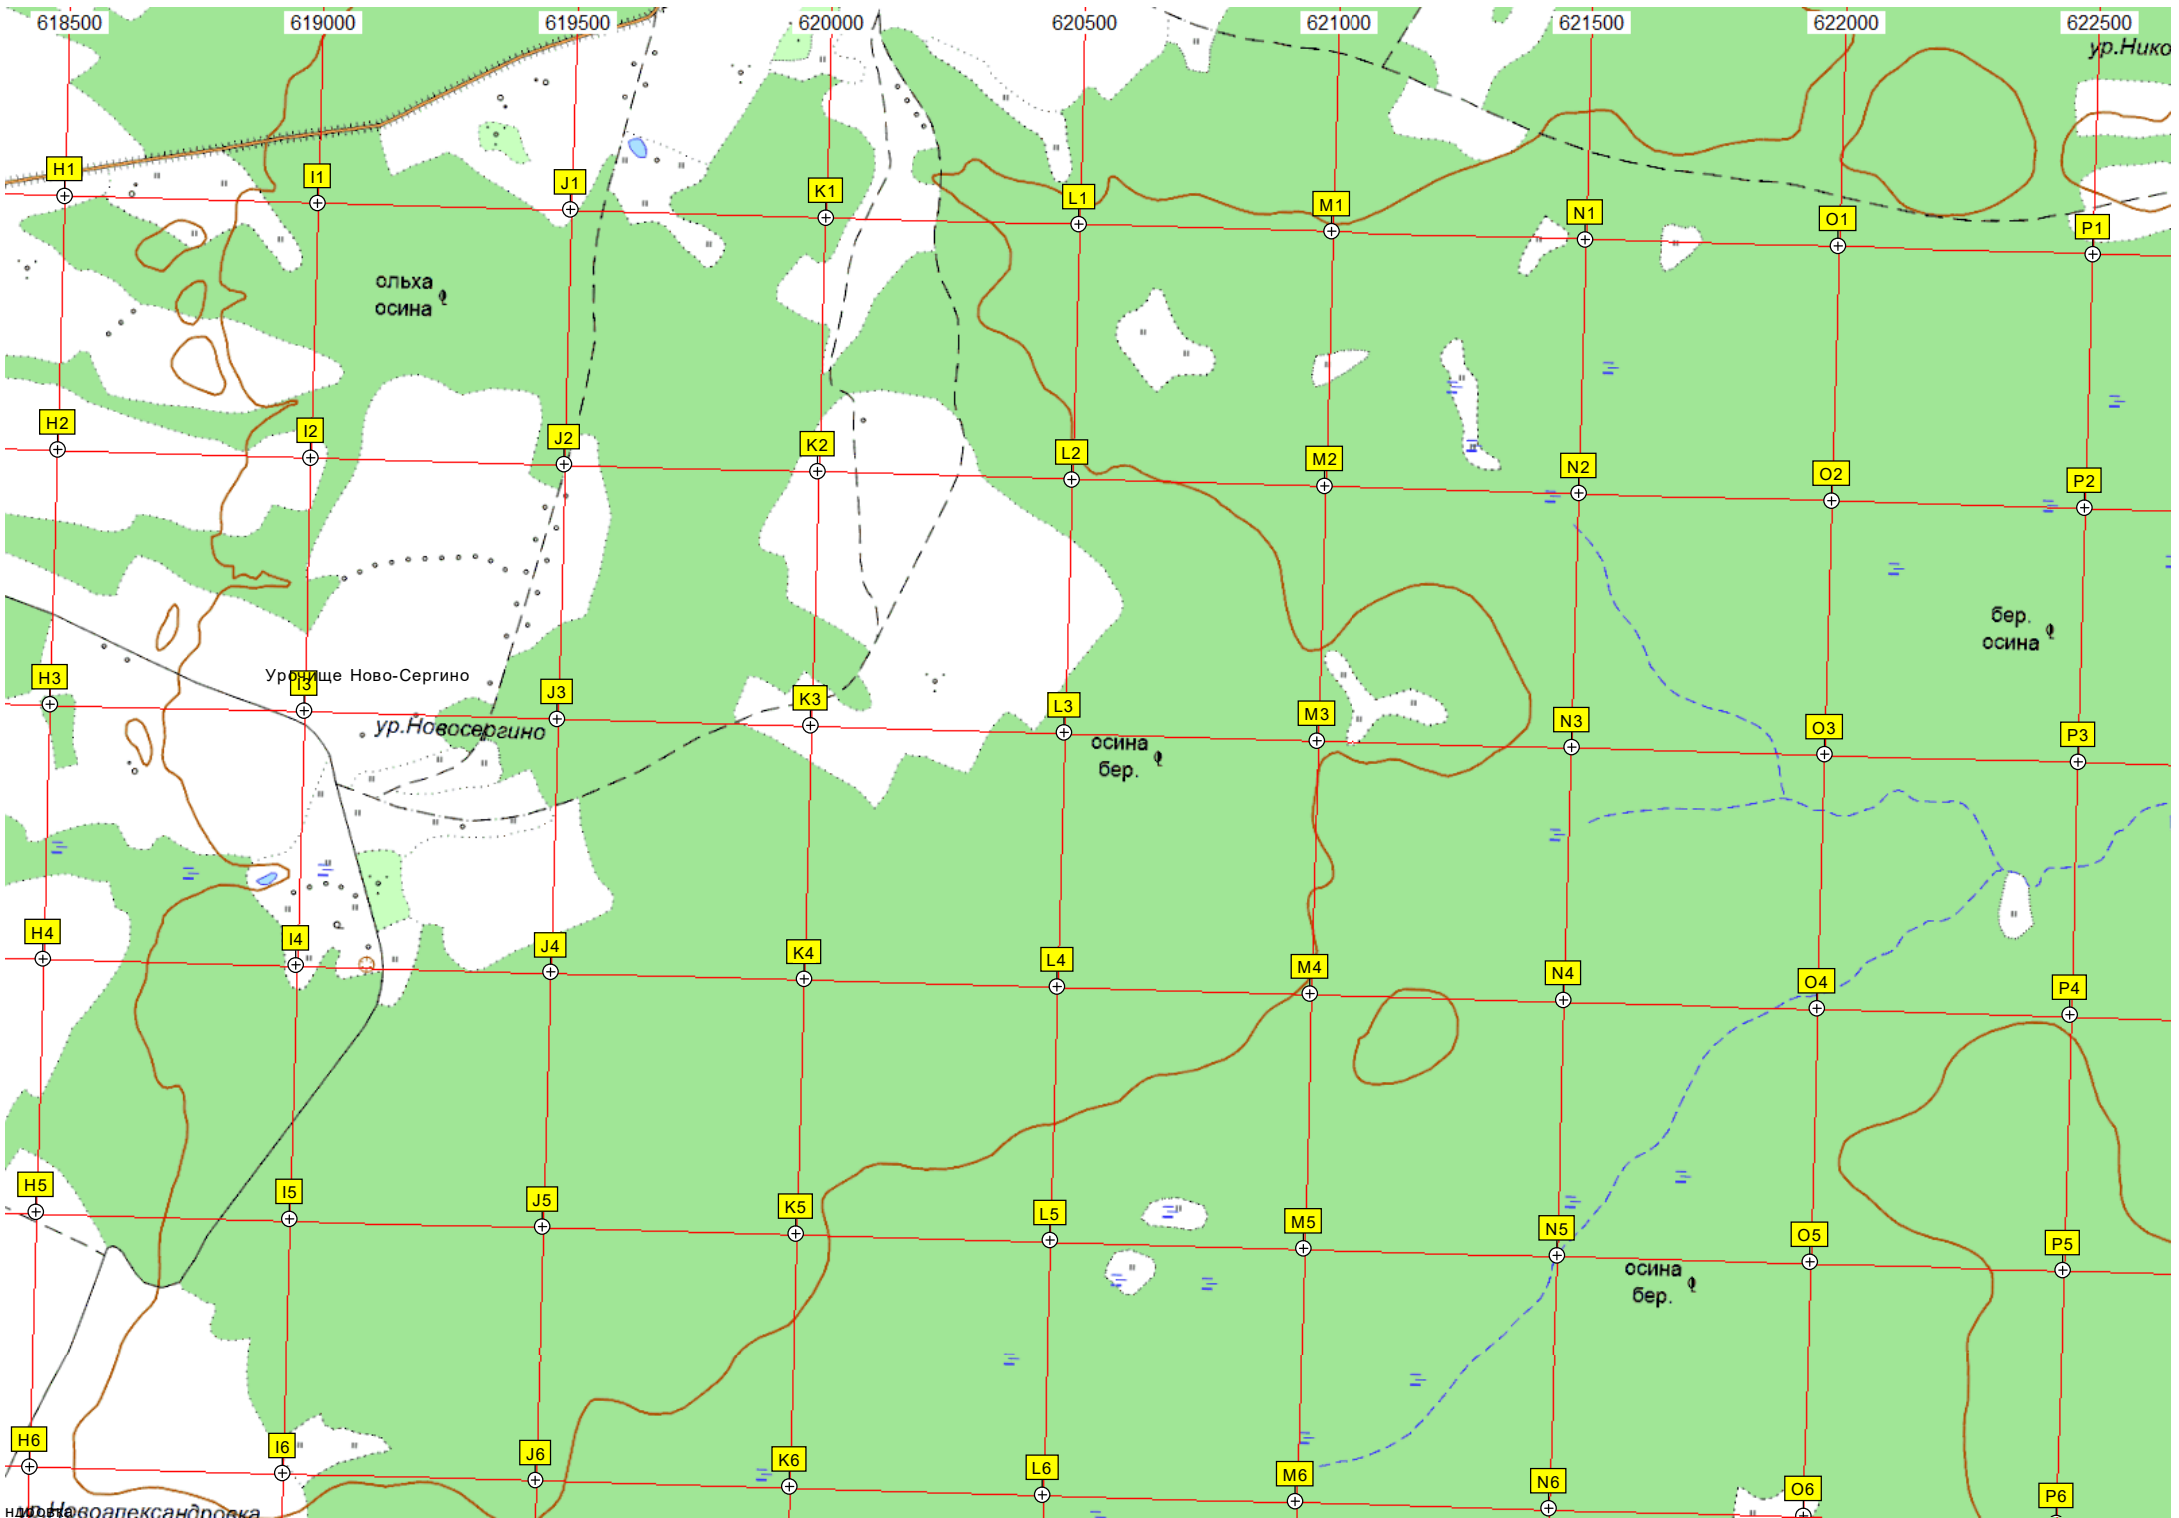 618500 619000 619500 620000 620500 621000 621500 622000 622500
ур.Нико
H1 I1 J1 K1 L1 M1 N1 O1 P1
ольха
осина
H2 I2 J2 K2 L2 M2 N2 O2 P2
бер.
осина
Урочище Ново-Сергино
H3 I3 J3 K3 L3 M3 N3 O3 P3
ур.Новосергино
осина
бер.
H4 I4 J4 K4 L4 M4 N4 O4 P4
H5 I5 J5 K5 L5 M5 N5 O5 P5
осина
бер.
H6 I6 J6 K6 L6 M6 N6 O6 P6
ур.Новоалександровка